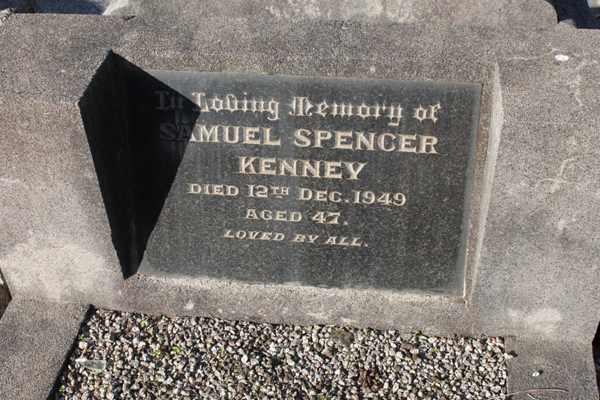 In Loving Memory of
SAMUEL SPENCER
KENNEY
DIED 12TH DEC. 1949
AGED 47.
LOVED BY ALL.